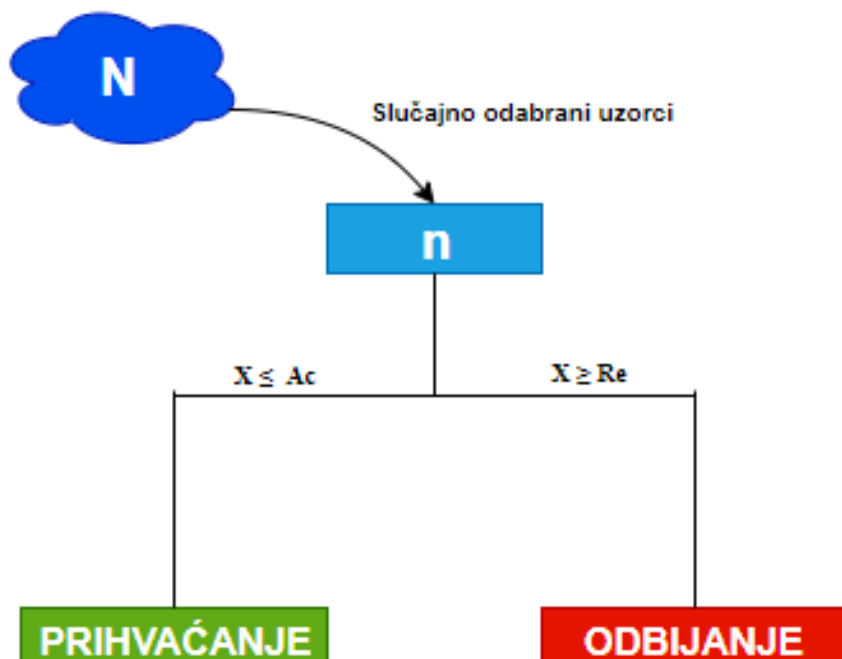 N
Slučajno odabrani uzorci
n
X ≤ Ac
X ≥ Re
PRIHVAĆANJE
ODBIJANJE